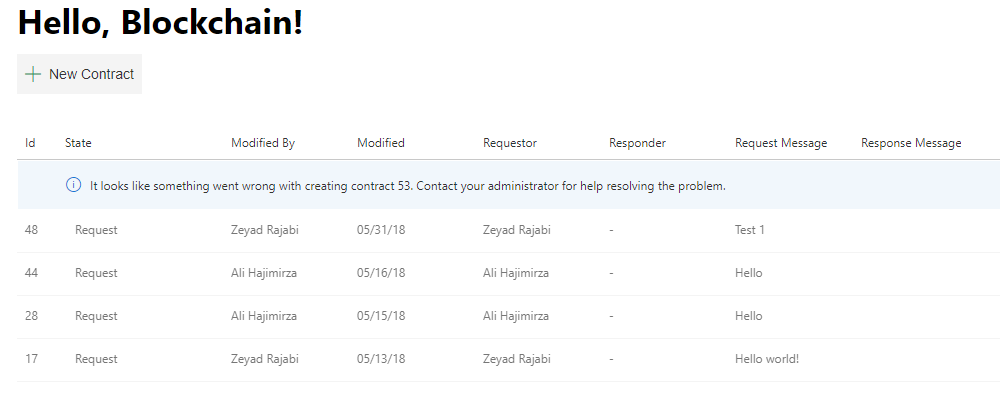 Hello, Blockchain!
New Contract
Id State Modified By Modified Requestor Responder Request Message Response Message
It looks like something went wrong with creating contract 53. Contact your administrator for help resolving the problem.
48 Request Zeyad Rajabi 05/31/18 Zeyad Rajabi - Test 1
44 Request Ali Hajimirza 05/16/18 Ali Hajimirza - Hello
28 Request Ali Hajimirza 05/15/18 Ali Hajimirza - Hello
17 Request Zeyad Rajabi 05/13/18 Zeyad Rajabi - Hello world!